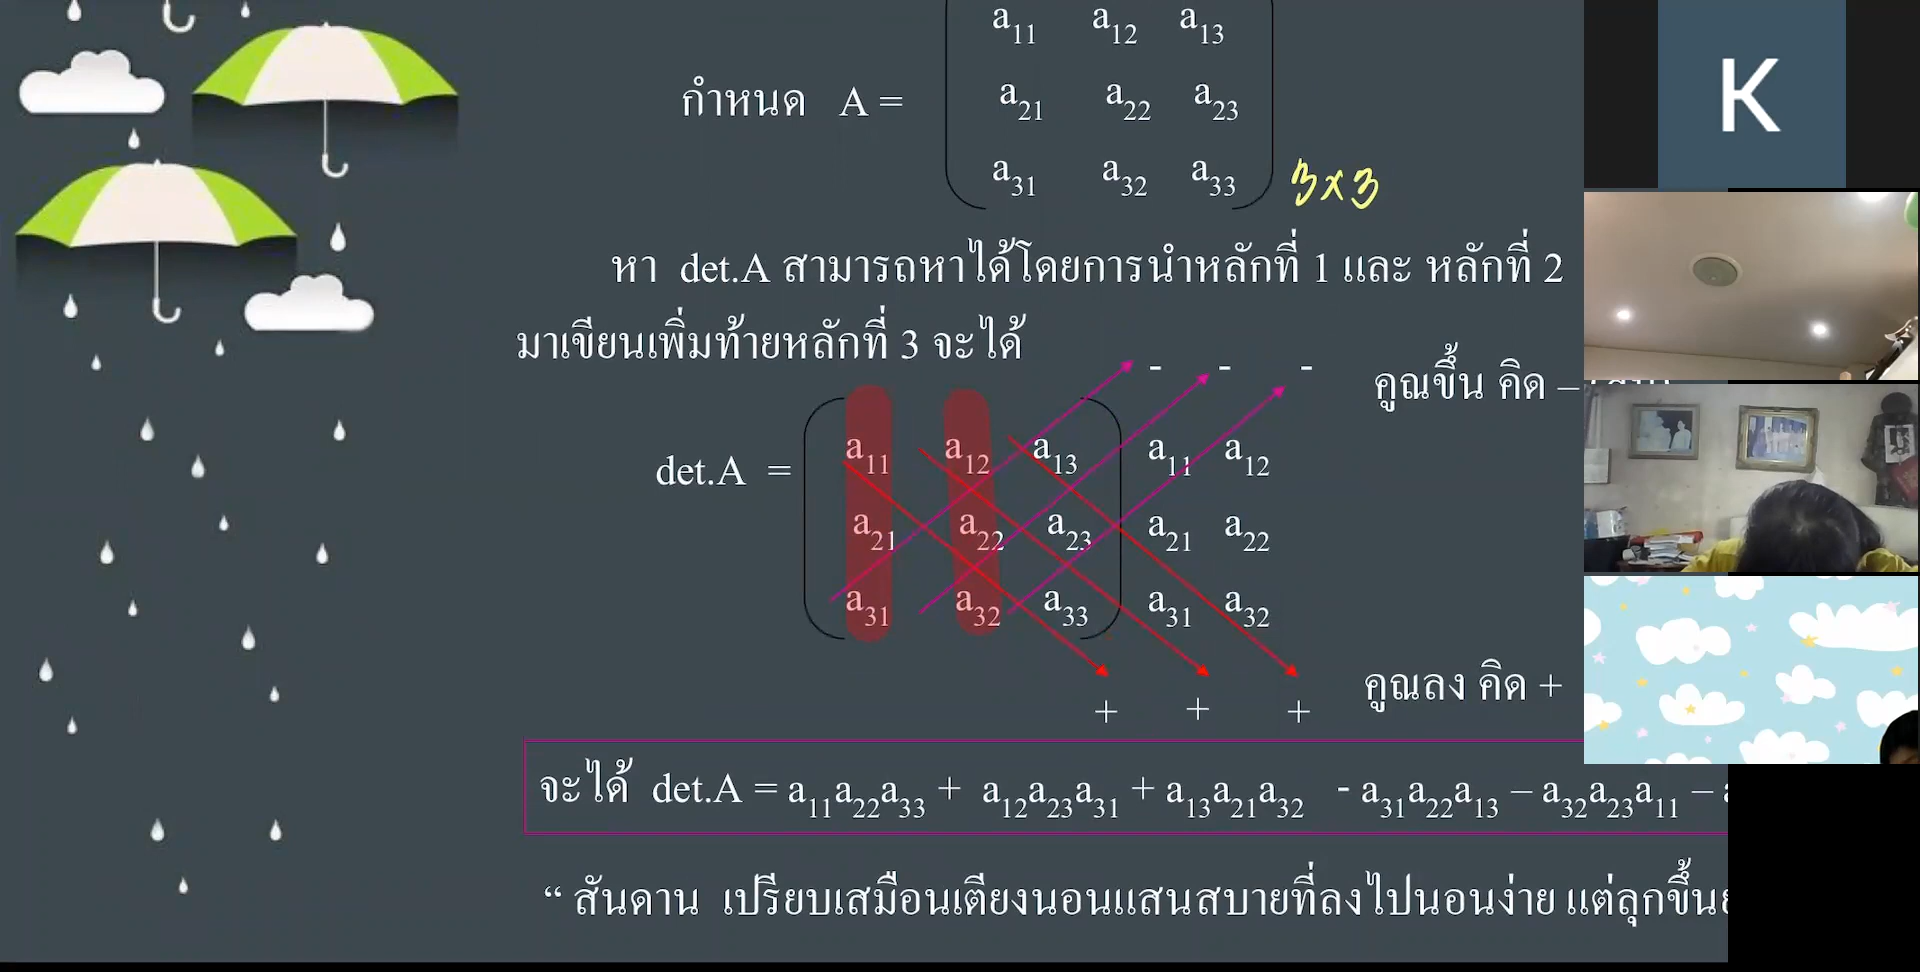 a11 a12 a13
กำหนด A = a21 a22 a23
a31 a32 a33 3×3
หา det.A สามารถหาได้โดยการนำหลักที่ 1 และ หลักที่ 2
มาเขียนเพิ่มท้ายหลักที่ 3 จะได้
- - -
คูณขึ้น คิด –
a11 a12 a13 a11 a12
det.A =
a21 a22 a23 a21 a22
a31 a32 a33 a31 a32
คูณลง คิด +
+ + +
จะได้ det.A = a11a22a33 + a12a23a31 + a13a21a32 - a31a22a13 – a32a23a11 –
“ สันดาน เปรียบเสมือนเตียงนอนแสนสบายที่ลงไปนอนง่าย แต่ลุกขึ้น
K